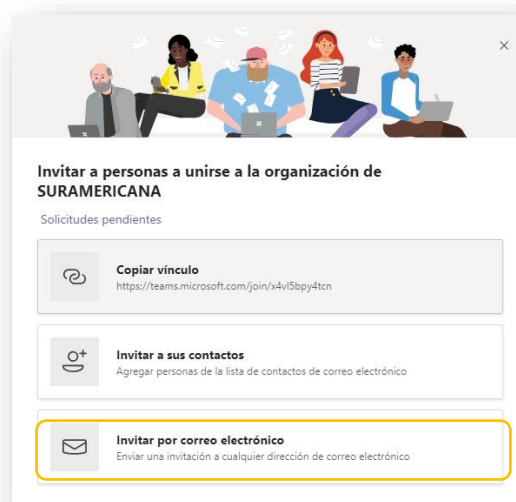 Invitar a personas a unirse a la organización de
SURAMERICANA
Solicitudes pendientes
Copiar vínculo
https://teams.microsoft.com/join/x4vl5bpy4tcn
Invitar a sus contactos
Agregar personas de la lista de contactos de correo electrónico
Invitar por correo electrónico
Enviar una invitación a cualquier dirección de correo electrónico